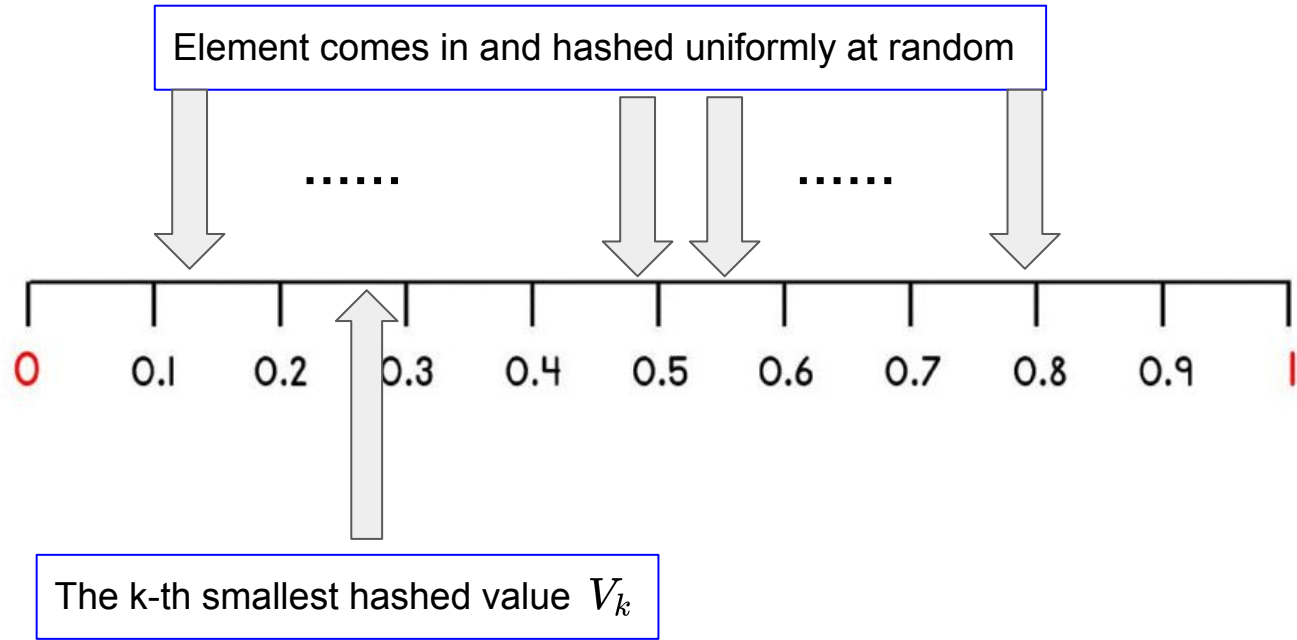 Element comes in and hashed uniformly at random
...... ......
0 0.1 0.2 0.3 0.4 0.5 0.6 0.7 0.8 0.9 1
The k-th smallest hashed value V_k